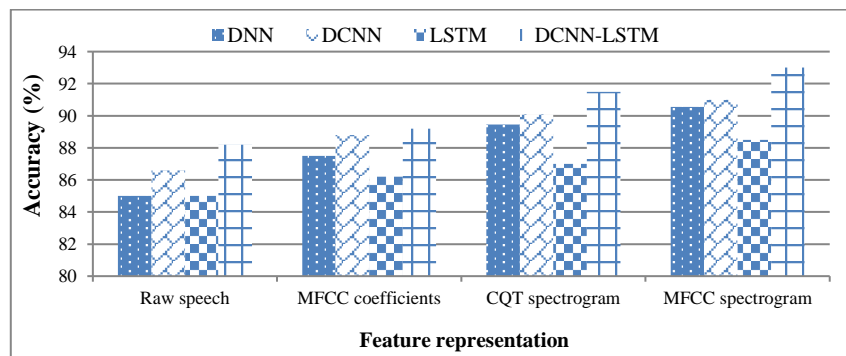 DNN DCNN LSTM DCNN-LSTM
94
92
90
88
86
84
82
80
Accuracy (%)
Raw speech MFCC coefficients CQT spectrogram MFCC spectrogram
Feature representation